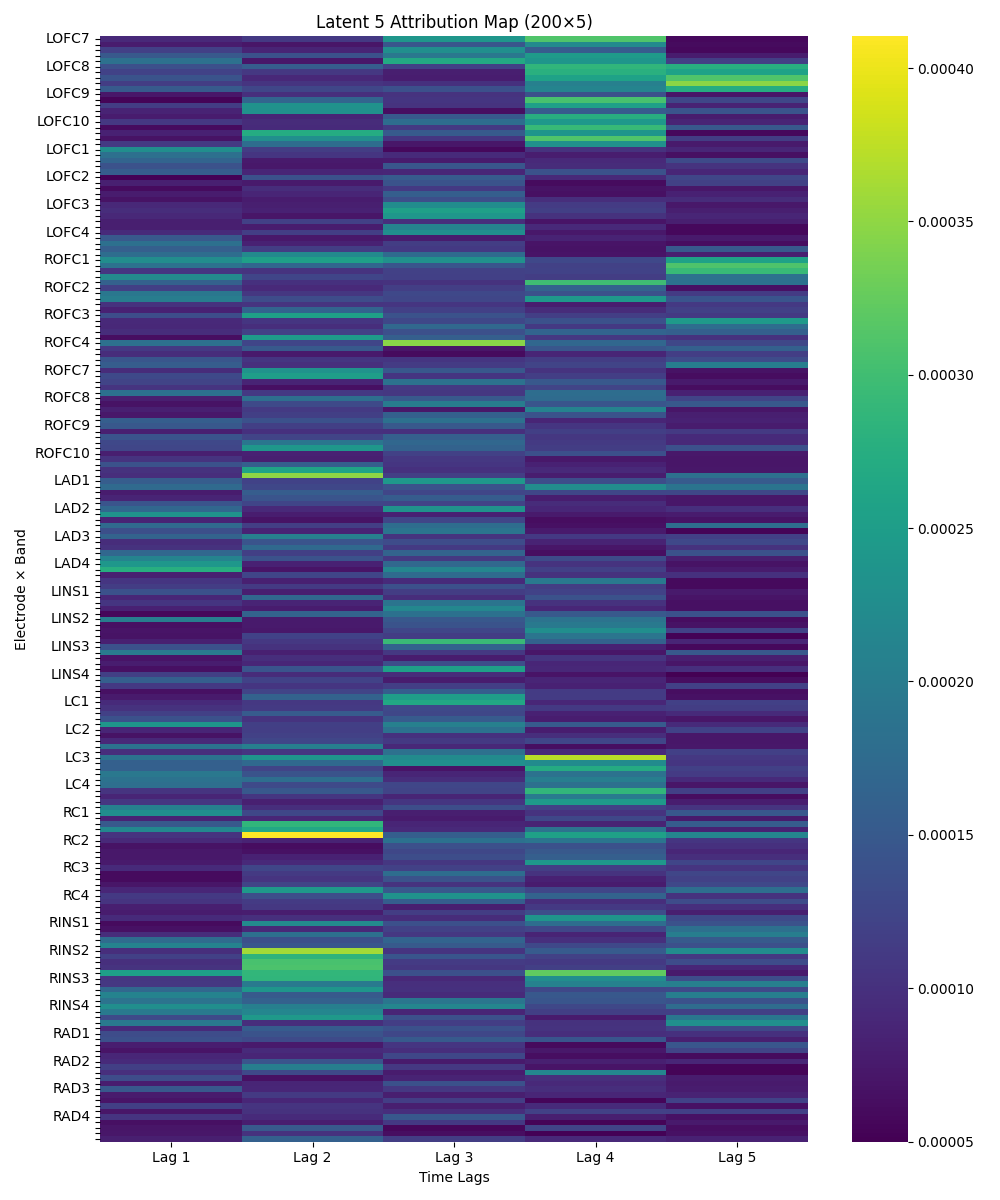 Latent 5 Attribution Map (200×5)
Electrode × Band
LOFC7
LOFC8
LOFC9
LOFC10
LOFC1
LOFC2
LOFC3
LOFC4
ROFC1
ROFC2
ROFC3
ROFC4
ROFC7
ROFC8
ROFC9
ROFC10
LAD1
LAD2
LAD3
LAD4
LINS1
LINS2
LINS3
LINS4
LC1
LC2
LC3
LC4
RC1
RC2
RC3
RC4
RINS1
RINS2
RINS3
RINS4
RAD1
RAD2
RAD3
RAD4
Lag 1 Lag 2 Lag 3 Lag 4 Lag 5
Time Lags
0.00040
0.00035
0.00030
0.00025
0.00020
0.00015
0.00010
0.00005